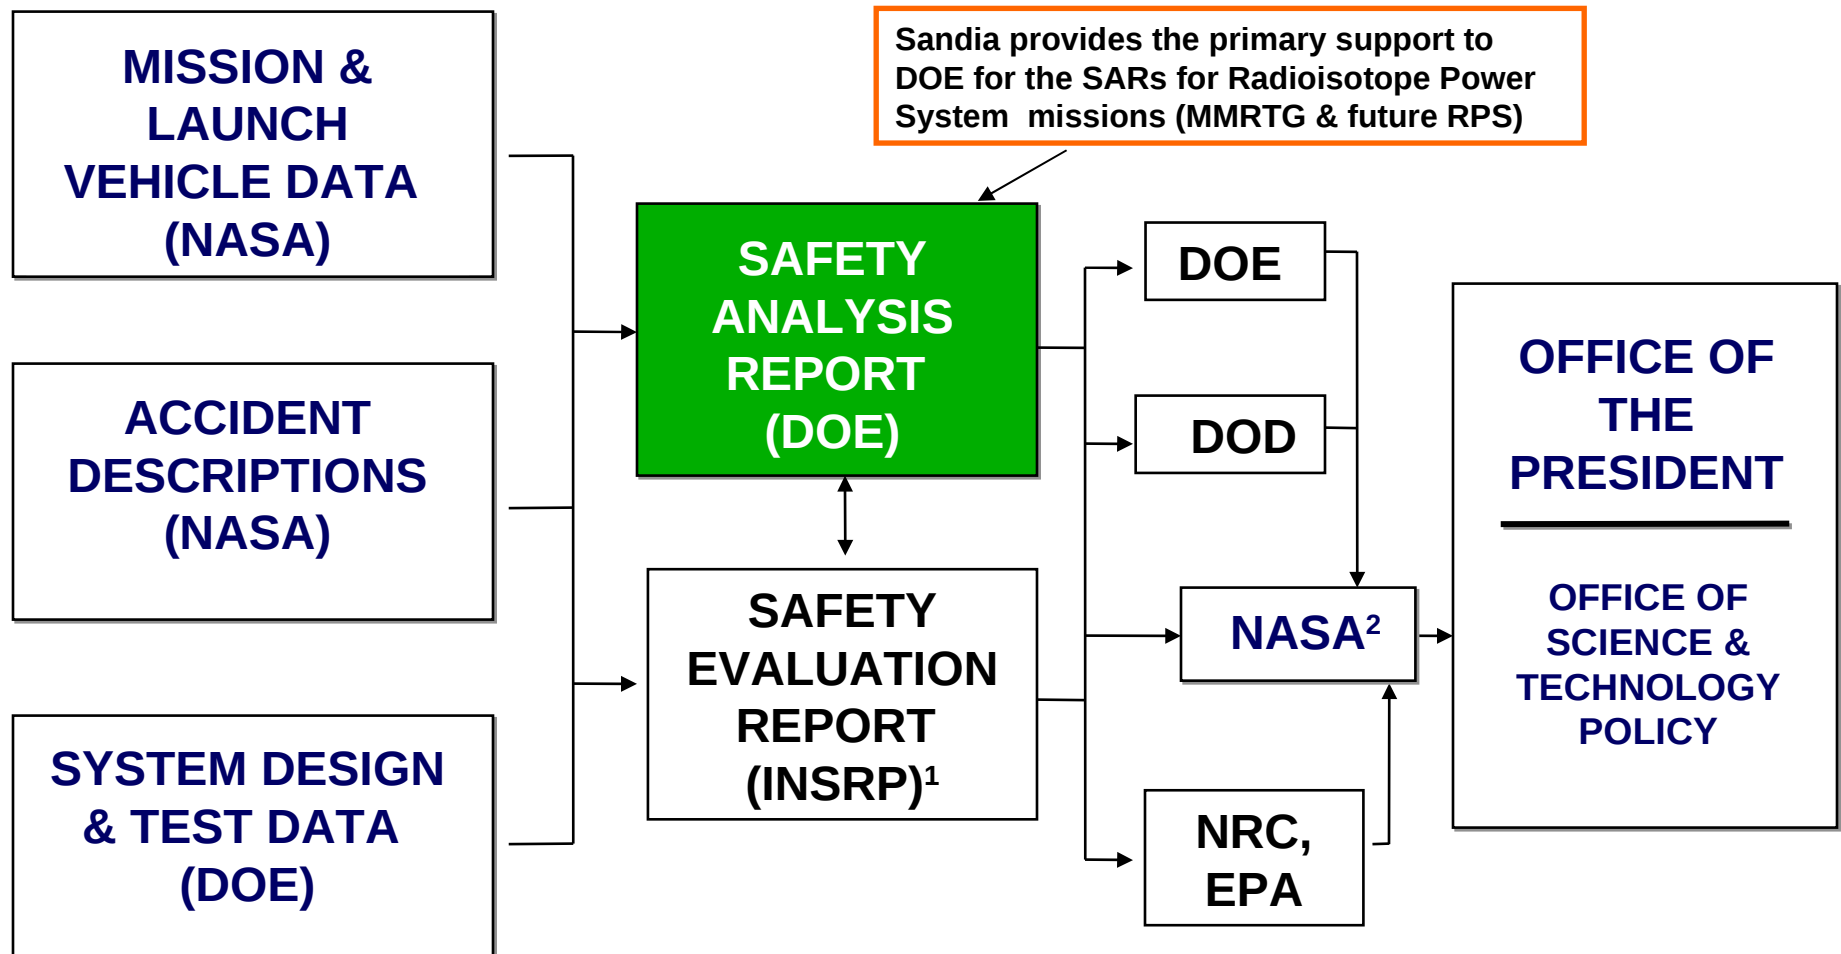 MISSION &
LAUNCH
VEHICLE DATA
(NASA)
ACCIDENT
DESCRIPTIONS
(NASA)
SYSTEM DESIGN
& TEST DATA
(DOE)
Sandia provides the primary support to
DOE for the SARs for Radioisotope Power
System missions (MMRTG & future RPS)
SAFETY
ANALYSIS
REPORT
(DOE)
SAFETY
EVALUATION
REPORT
(INSRP)¹
DOE
DOD
NASA²
NRC,
EPA
OFFICE OF
THE
PRESIDENT
OFFICE OF
SCIENCE &
TECHNOLOGY
POLICY